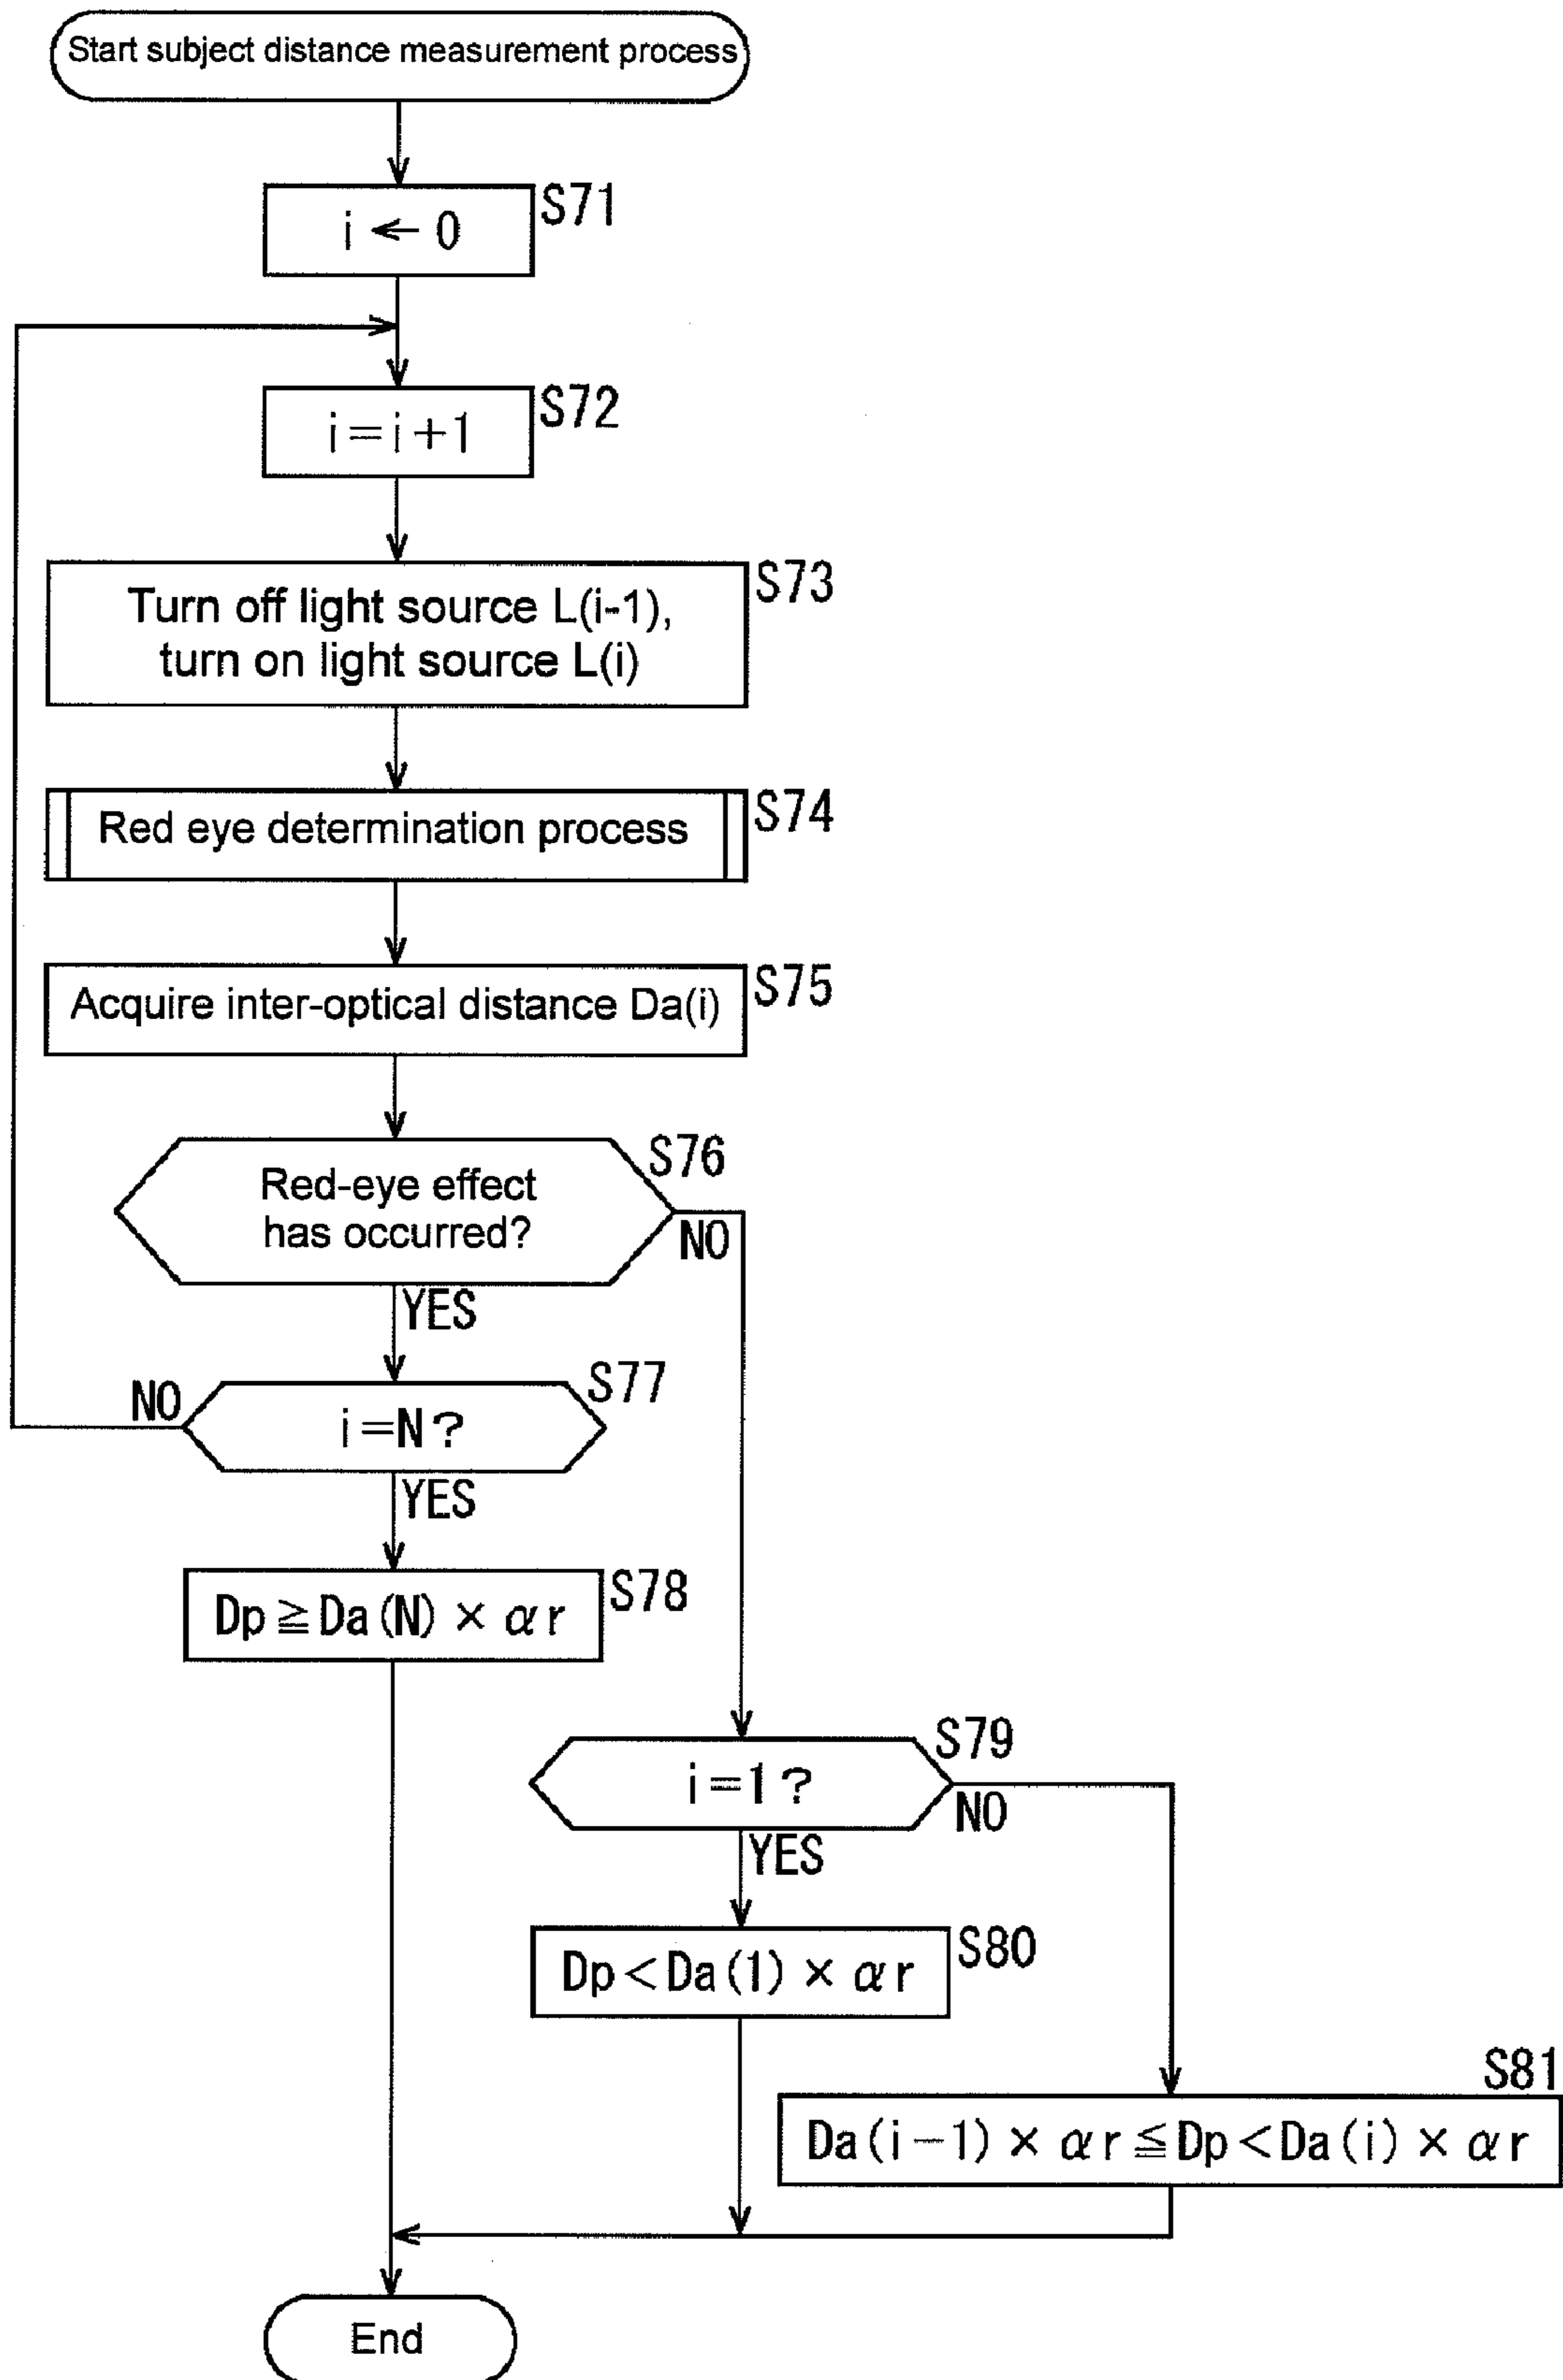 Start subject distance measurement process
S71
i ← 0
S72
i=i+1
S73
Turn off light source L(i-1),
turn on light source L(i)
S74
Red eye determination process
S75
Acquire inter-optical distance Da(i)
S76
Red-eye effect
has occurred?
NO
YES
S77
NO
i=N?
YES
S78
Dp≧Da(N)×αr
S79
i=1?
NO
YES
S80
Dp<Da(1)×αr
S81
Da(i-1)×αr≦Dp<Da(i)×αr
End